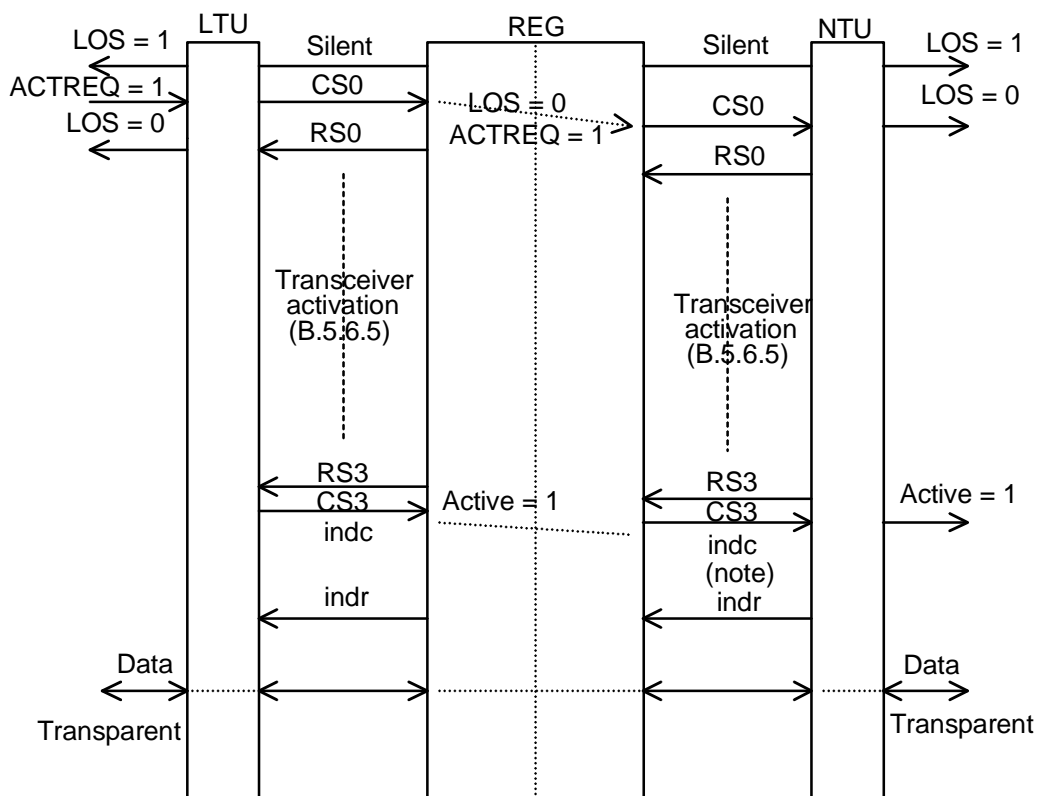 LTU
REG
NTU
LOS = 1
Silent
Silent
LOS = 1
ACTREQ = 1
CS0
LOS = 0
CS0
LOS = 0
LOS = 0
RS0
ACTREQ = 1
RS0
Transceiver
activation
(B.5.6.5)
Transceiver
activation
(B.5.6.5)
RS3
RS3
CS3
Active = 1
CS3
Active = 1
indc
indc
(note)
indr
indr
Data
Data
Transparent
Transparent